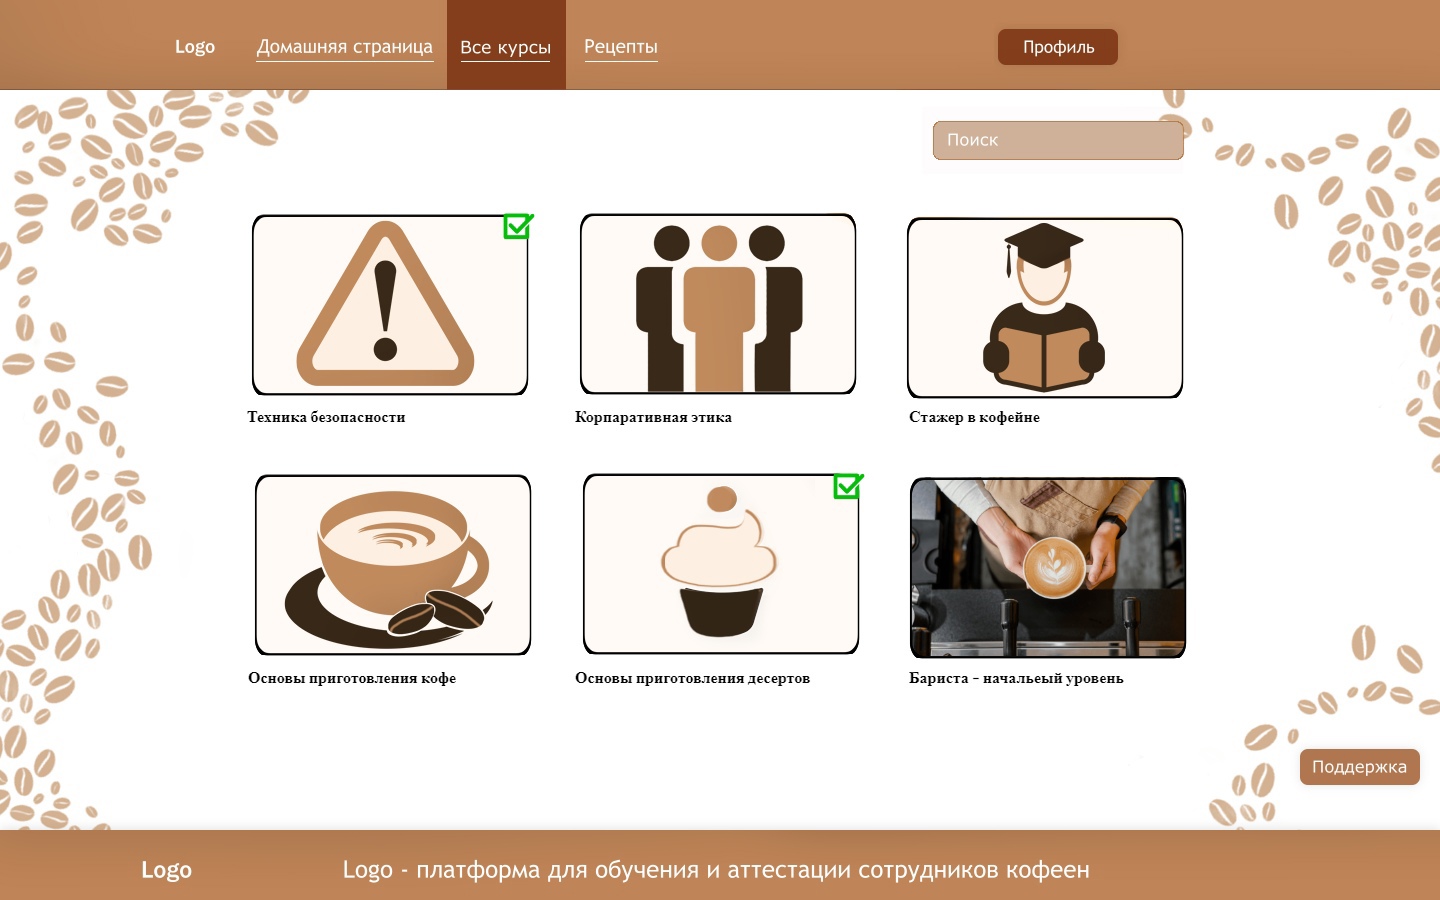 Logo Домашняя страница Все курсы Рецепты Профиль
Поиск
Техника безопасности Корпаративная этика Стажер в кофейне
Основы приготовления кофе Основы приготовления десертов Бариста - начальеый уровень
Поддержка
Logo Logo - платформа для обучения и аттестации сотрудников кофеен